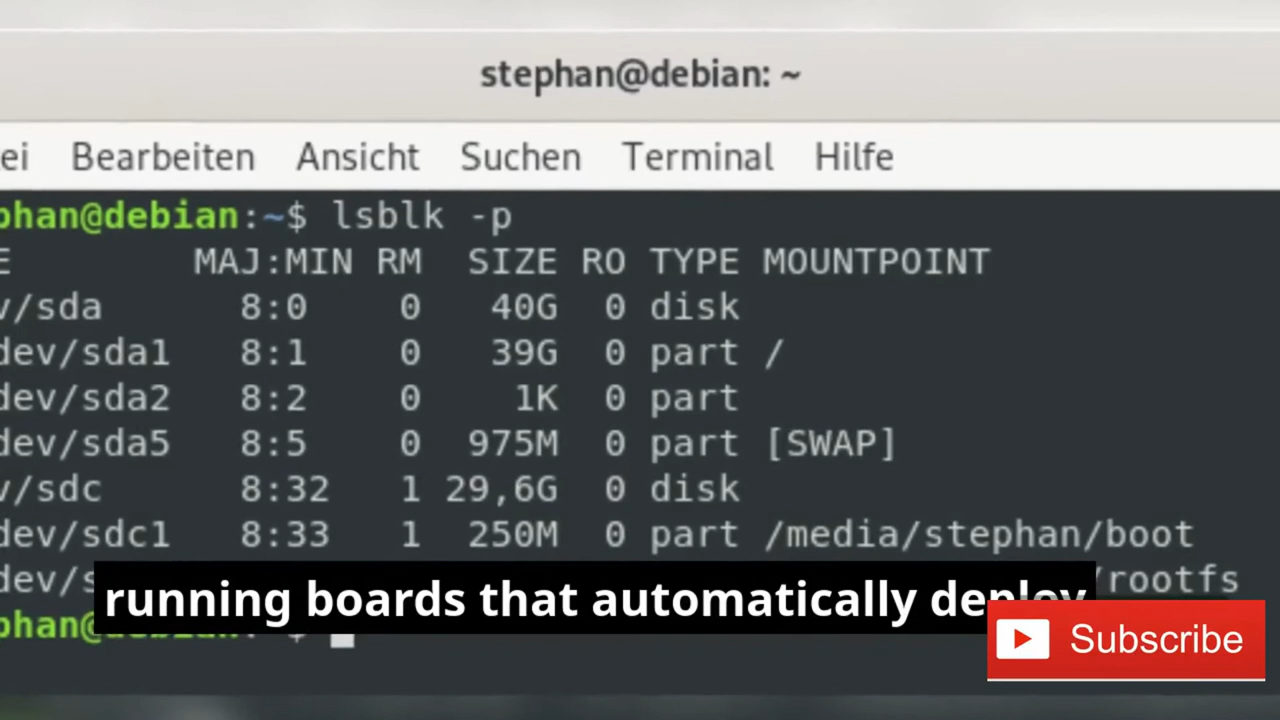 stephan@debian: ~
ei Bearbeiten Ansicht Suchen Terminal Hilfe
phan@debian:~$ lsblk -p
E MAJ:MIN RM SIZE RO TYPE MOUNTPOINT
v/sda 8:0 0 40G 0 disk
dev/sda1 8:1 0 39G 0 part /
dev/sda2 8:2 0 1K 0 part
dev/sda5 8:5 0 975M 0 part [SWAP]
v/sdc 8:32 1 29,6G 0 disk
dev/sdc1 8:33 1 250M 0 part /media/stephan/boot
dev/s /rootfs
running boards that automatically deploy
phan@debian: $
Subscribe